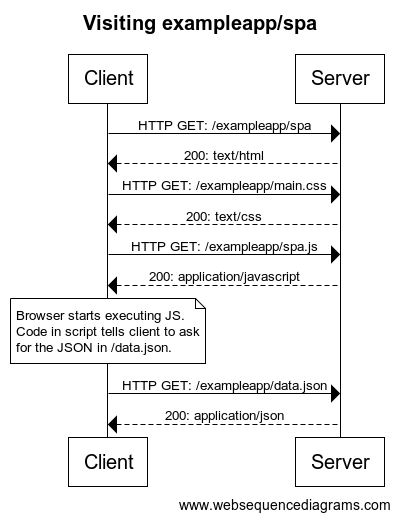 Visiting exampleapp/spa
Client Server
HTTP GET: /exampleapp/spa
200: text/html
HTTP GET: /exampleapp/main.css
200: text/css
HTTP GET: /exampleapp/spa.js
200: application/javascript
Browser starts executing JS.
Code in script tells client to ask
for the JSON in /data.json.
HTTP GET: /exampleapp/data.json
200: application/json
Client Server
www.websequencediagrams.com